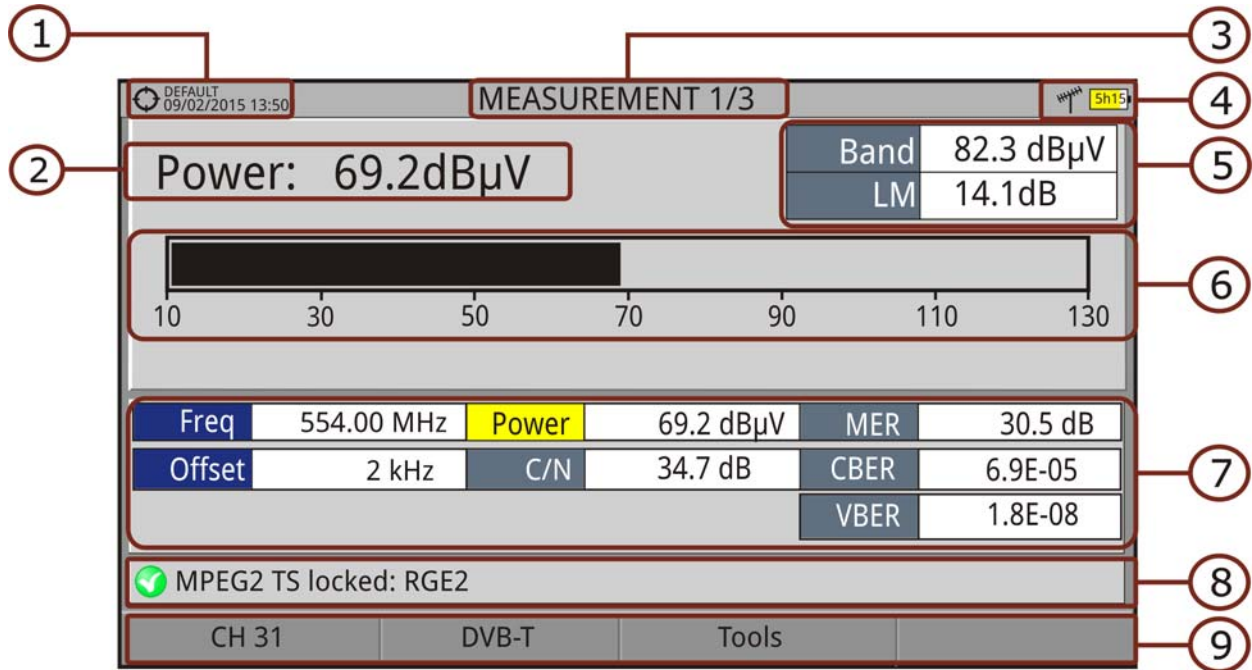 1
3
DEFAULT
09/02/2015 13:50
MEASUREMENT 1/3
5h15
4
2
Power: 69.2dBµV
Band 82.3 dBµV
LM 14.1dB
5
6
10 30 50 70 90 110 130
Freq 554.00 MHz Power 69.2 dBµV MER 30.5 dB
Offset 2 kHz C/N 34.7 dB CBER 6.9E-05
VBER 1.8E-08
7
MPEG2 TS locked: RGE2
8
CH 31 DVB-T Tools
9